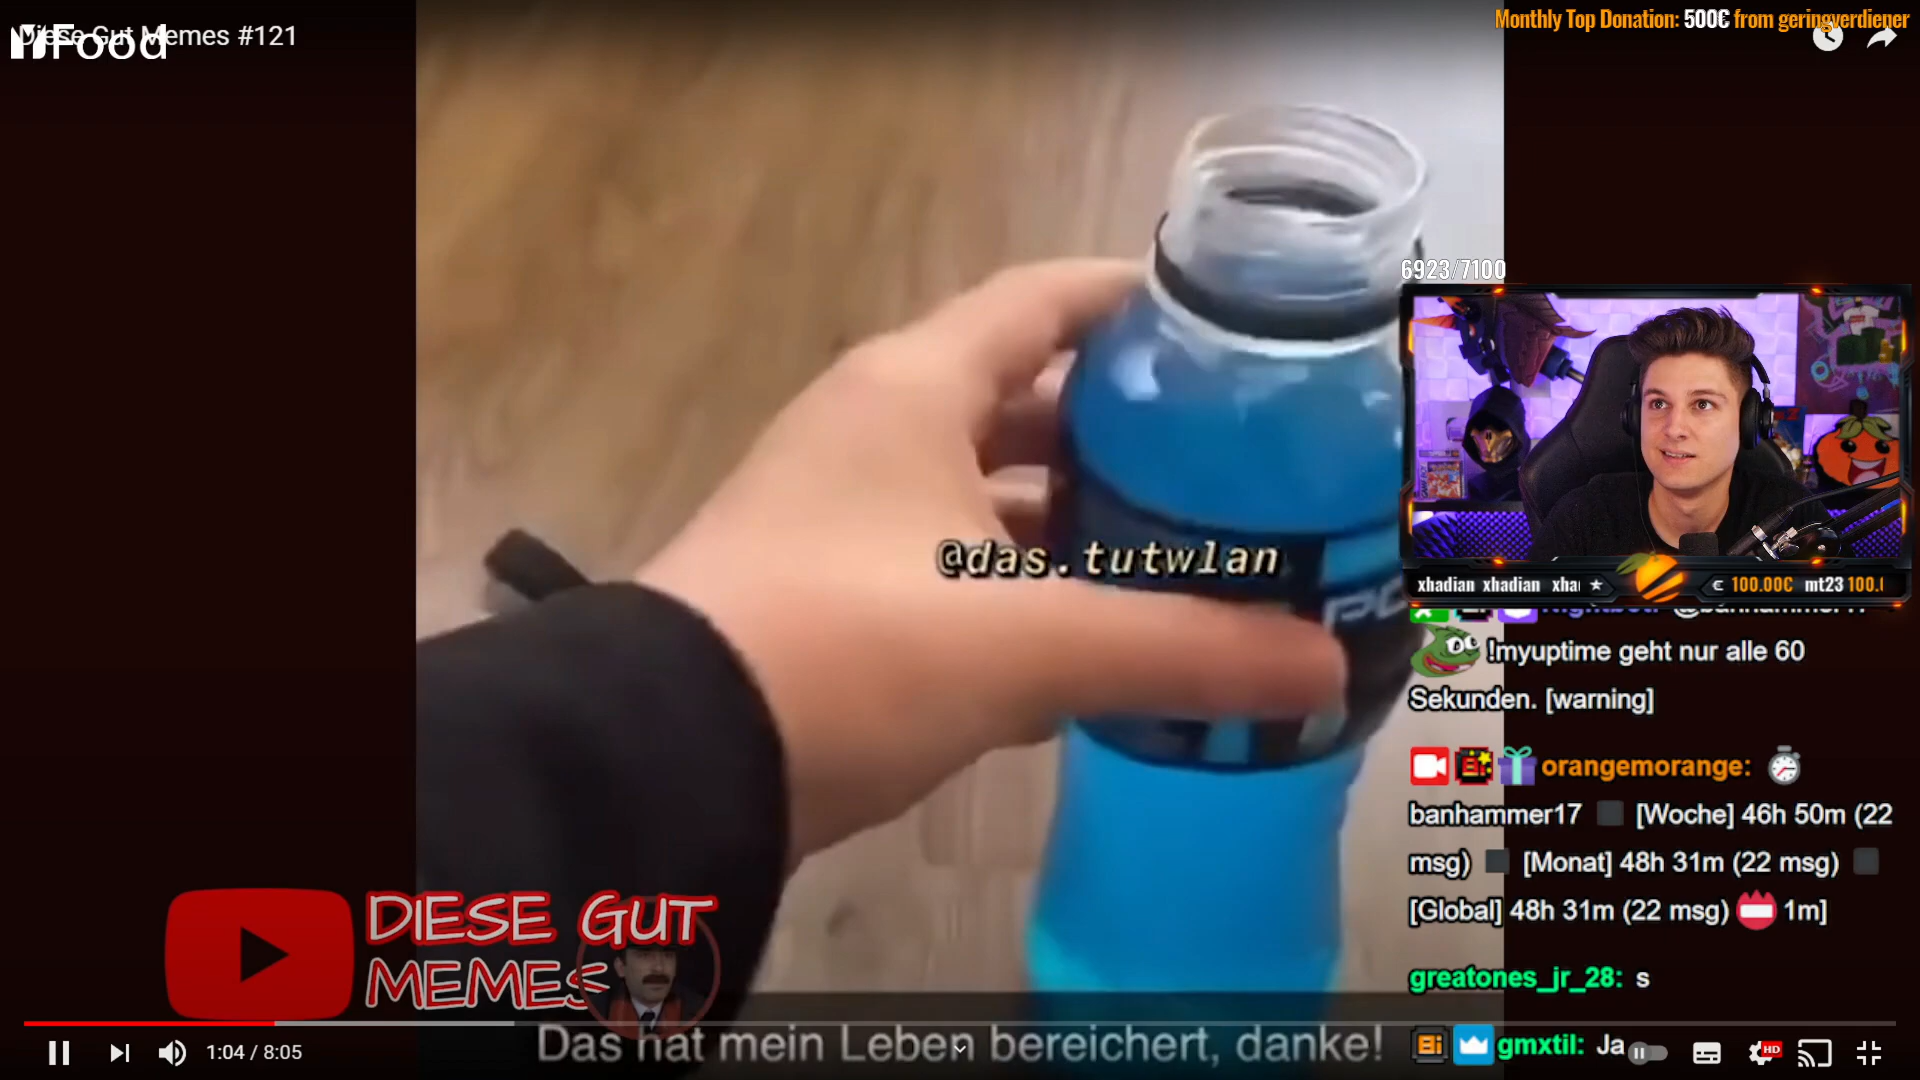 Diese Gut Memes #121
Food
Monthly Top Donation: 500€ from geringverdiener
6923/7100
@das.tutwlan
xhadian xhadian
€ 100.00€ mt23
!myuptime geht nur alle 60
Sekunden. [warning]
orangemorange:
banhammer17 [Woche] 46h 50m (22
msg) [Monat] 48h 31m (22 msg)
[Global] 48h 31m (22 msg) 1m]
greatones_jr_28: s
gmxtil: Ja
DIESE GUT
MEMES
Das hat mein Leben bereichert, danke!
1:04 / 8:05
HD